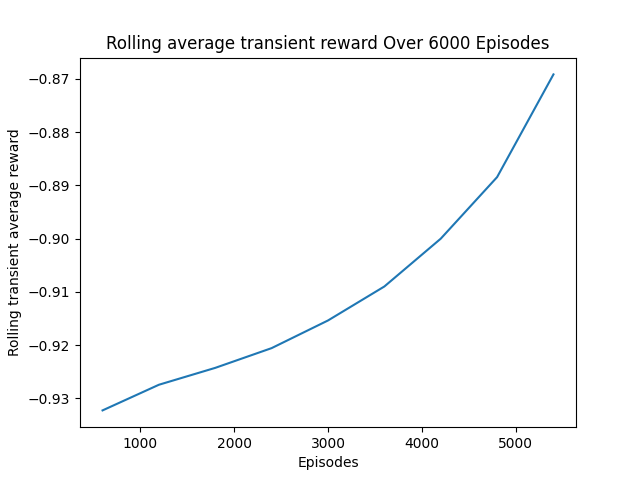 Rolling average transient reward Over 6000 Episodes
Rolling transient average reward
−0.87
−0.88
−0.89
−0.90
−0.91
−0.92
−0.93
1000 2000 3000 4000 5000
Episodes